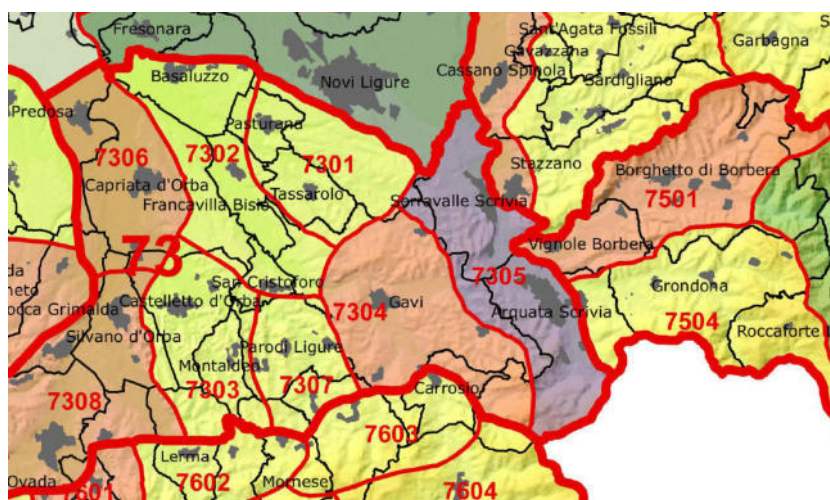 Fresonara
Sant'Agata Fossili
Gavazzana
Garbagna
Basaluzzo
Novi Ligure
Cassano Spinola
Sardigliano
Predosa
Pasturana
7306
7302
7301
Stazzano
Borghetto di Borbera
Capriata d'Orba
Tassarolo
7501
Francavilla Bisio
Serravalle Scrivia
73
Vignole Borbera
7305
San Cristoforo
Grondona
Rocca Grimalda
Castelletto d'Orba
7304
Gavi
Arquata Scrivia
7504
Roccaforte
Silvano d'Orba
Parodi Ligure
Montaldeo
7303
7307
Carrosio
7308
7603
Lerma
Ovada
7601
7602
Mornese
7604